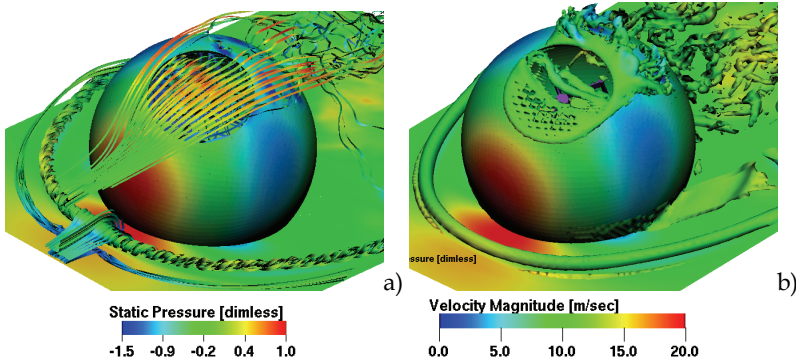 essure [dimless]
a)
b)
Static Pressure [dimless]
-1.5 -0.9 -0.2 0.4 1.0
Velocity Magnitude [m/sec]
0.0 5.0 10.0 15.0 20.0